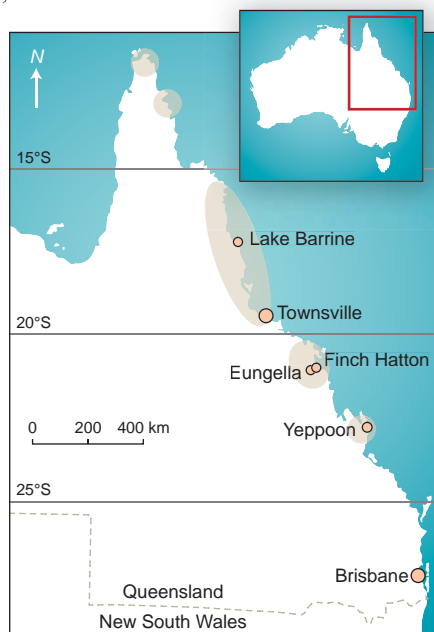 N
15°S
Lake Barrine
Townsville
20°S
Finch Hatton
Eungella
0 200 400 km
Yeppoon
25°S
Brisbane
Queensland
New South Wales